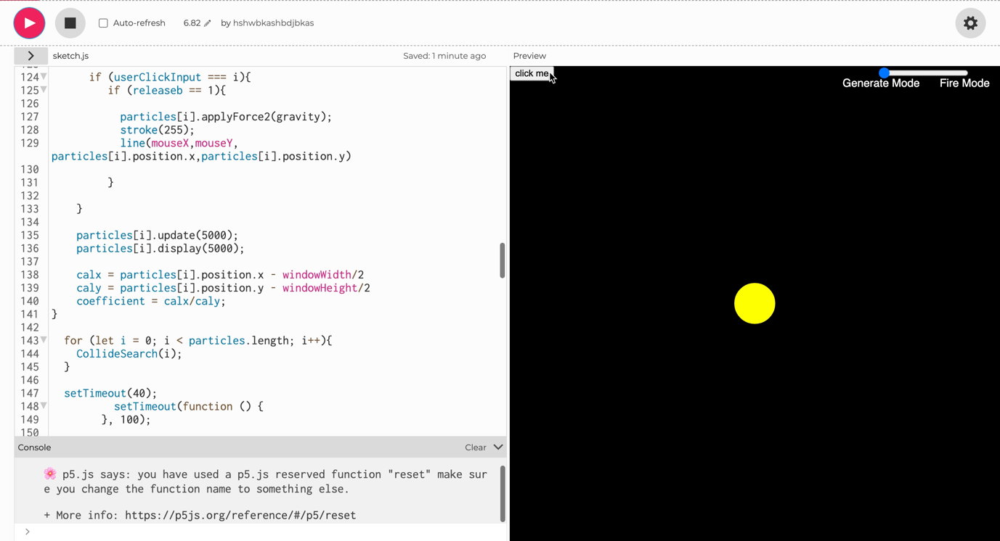 Auto-refresh 6.82 by hshwbkashbdjbkas
> sketch.js Saved: 1 minute ago Preview
124 if (userClickInput === i){
125 if (releaseb == 1){
126
127 particles[i].applyForce2(gravity);
128 stroke(255);
129 line(mouseX,mouseY,
particles[i].position.x,particles[i].position.y)
130
131 }
132
133 }
134
135 particles[i].update(5000);
136 particles[i].display(5000);
137
138 calx = particles[i].position.x - windowWidth/2
139 caly = particles[i].position.y - windowHeight/2
140 coefficient = calx/caly;
141 }
142
143 for (let i = 0; i < particles.length; i++){
144 CollideSearch(i);
145 }
146
147 setTimeout(40);
148 setTimeout(function () {
149 }, 100);
150
Console Clear
🌸 p5.js says: you have used a p5.js reserved function "reset" make sur
e you change the function name to something else.
+ More info: https://p5js.org/reference/#/p5/reset
>
click me
Generate Mode Fire Mode